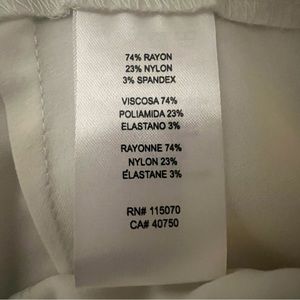 74% RAYON
23% NYLON
3% SPANDEX
VISCOSA 74%
POLIAMIDA 23%
ELASTANO 3%
RAYONNE 74%
NYLON 23%
ÉLASTANE 3%
RN# 115070
CA# 40750